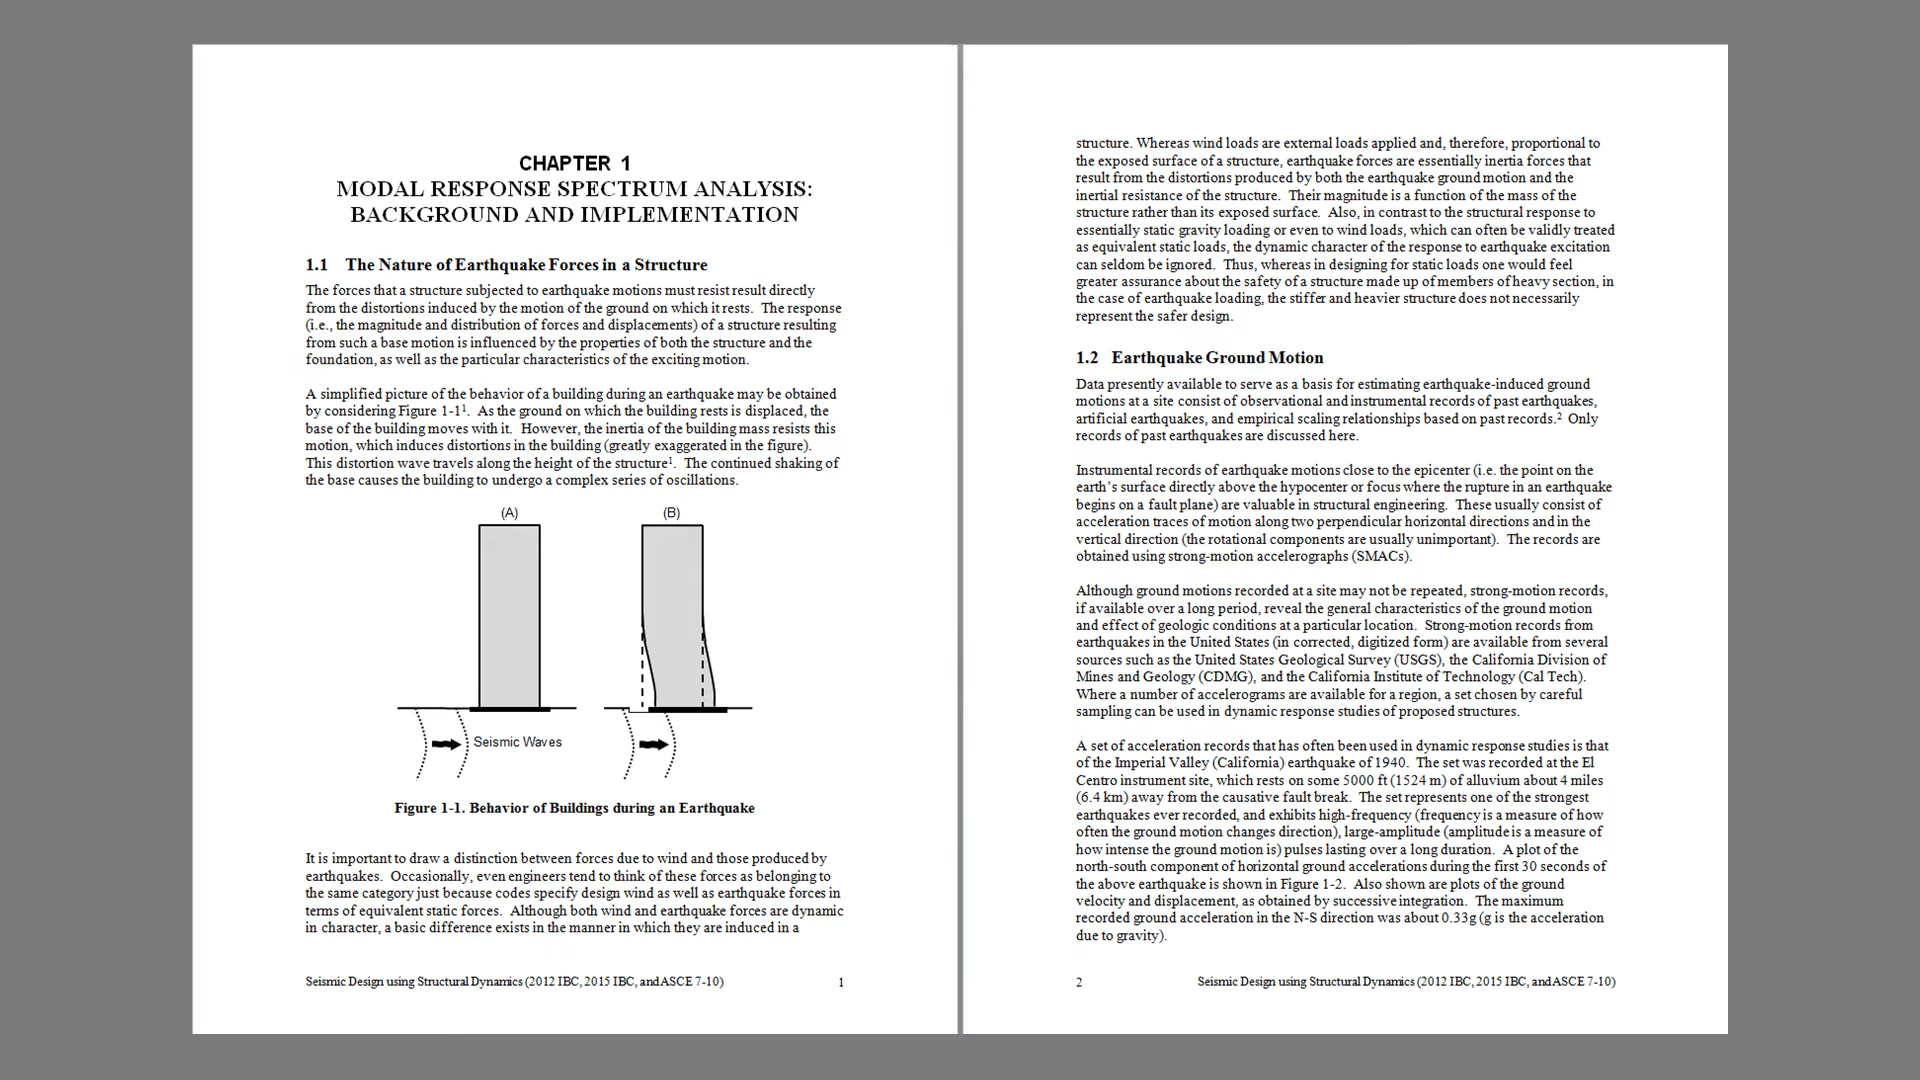 CHAPTER 1
MODAL RESPONSE SPECTRUM ANALYSIS:
BACKGROUND AND IMPLEMENTATION
1.1 The Nature of Earthquake Forces in a Structure
The forces that a structure subjected to earthquake motions must resist result directly
from the distortions induced by the motion of the ground on which it rests. The response
(i.e., the magnitude and distribution of forces and displacements) of a structure resulting
from such a base motion is influenced by the properties of both the structure and the
foundation, as well as the particular characteristics of the exciting motion.
A simplified picture of the behavior of a building during an earthquake may be obtained
by considering Figure 1-1¹. As the ground on which the building rests is displaced, the
base of the building moves with it. However, the inertia of the building mass resists this
motion, which induces distortions in the building (greatly exaggerated in the figure).
This distortion wave travels along the height of the structure¹. The continued shaking of
the base causes the building to undergo a complex series of oscillations.
(A) (B)
Seismic Waves
Figure 1-1. Behavior of Buildings during an Earthquake
It is important to draw a distinction between forces due to wind and those produced by
earthquakes. Occasionally, even engineers tend to think of these forces as belonging to
the same category just because codes specify design wind as well as earthquake forces in
terms of equivalent static forces. Although both wind and earthquake forces are dynamic
in character, a basic difference exists in the manner in which they are induced in a
Seismic Design using Structural Dynamics (2012 IBC, 2015 IBC, and ASCE 7-10) 1
structure. Whereas wind loads are external loads applied and, therefore, proportional to
the exposed surface of a structure, earthquake forces are essentially inertia forces that
result from the distortions produced by both the earthquake ground motion and the
inertial resistance of the structure. Their magnitude is a function of the mass of the
structure rather than its exposed surface. Also, in contrast to the structural response to
essentially static gravity loading or even to wind loads, which can often be validly treated
as equivalent static loads, the dynamic character of the response to earthquake excitation
can seldom be ignored. Thus, whereas in designing for static loads one would feel
greater assurance about the safety of a structure made up of members of heavy section, in
the case of earthquake loading, the stiffer and heavier structure does not necessarily
represent the safer design.
1.2 Earthquake Ground Motion
Data presently available to serve as a basis for estimating earthquake-induced ground
motions at a site consist of observational and instrumental records of past earthquakes,
artificial earthquakes, and empirical scaling relationships based on past records.² Only
records of past earthquakes are discussed here.
Instrumental records of earthquake motions close to the epicenter (i.e. the point on the
earth's surface directly above the hypocenter or focus where the rupture in an earthquake
begins on a fault plane) are valuable in structural engineering. These usually consist of
acceleration traces of motion along two perpendicular horizontal directions and in the
vertical direction (the rotational components are usually unimportant). The records are
obtained using strong-motion accelerographs (SMACs).
Although ground motions recorded at a site may not be repeated, strong-motion records,
if available over a long period, reveal the general characteristics of the ground motion
and effect of geologic conditions at a particular location. Strong-motion records from
earthquakes in the United States (in corrected, digitized form) are available from several
sources such as the United States Geological Survey (USGS), the California Division of
Mines and Geology (CDMG), and the California Institute of Technology (Cal Tech).
Where a number of accelerograms are available for a region, a set chosen by careful
sampling can be used in dynamic response studies of proposed structures.
A set of acceleration records that has often been used in dynamic response studies is that
of the Imperial Valley (California) earthquake of 1940. The set was recorded at the El
Centro instrument site, which rests on some 5000 ft (1524 m) of alluvium about 4 miles
(6.4 km) away from the causative fault break. The set represents one of the strongest
earthquakes ever recorded, and exhibits high-frequency (frequency is a measure of how
often the ground motion changes direction), large-amplitude (amplitude is a measure of
how intense the ground motion is) pulses lasting over a long duration. A plot of the
north-south component of horizontal ground accelerations during the first 30 seconds of
the above earthquake is shown in Figure 1-2. Also shown are plots of the ground
velocity and displacement, as obtained by successive integration. The maximum
recorded ground acceleration in the N-S direction was about 0.33g (g is the acceleration
due to gravity).
2 Seismic Design using Structural Dynamics (2012 IBC, 2015 IBC, and ASCE 7-10)